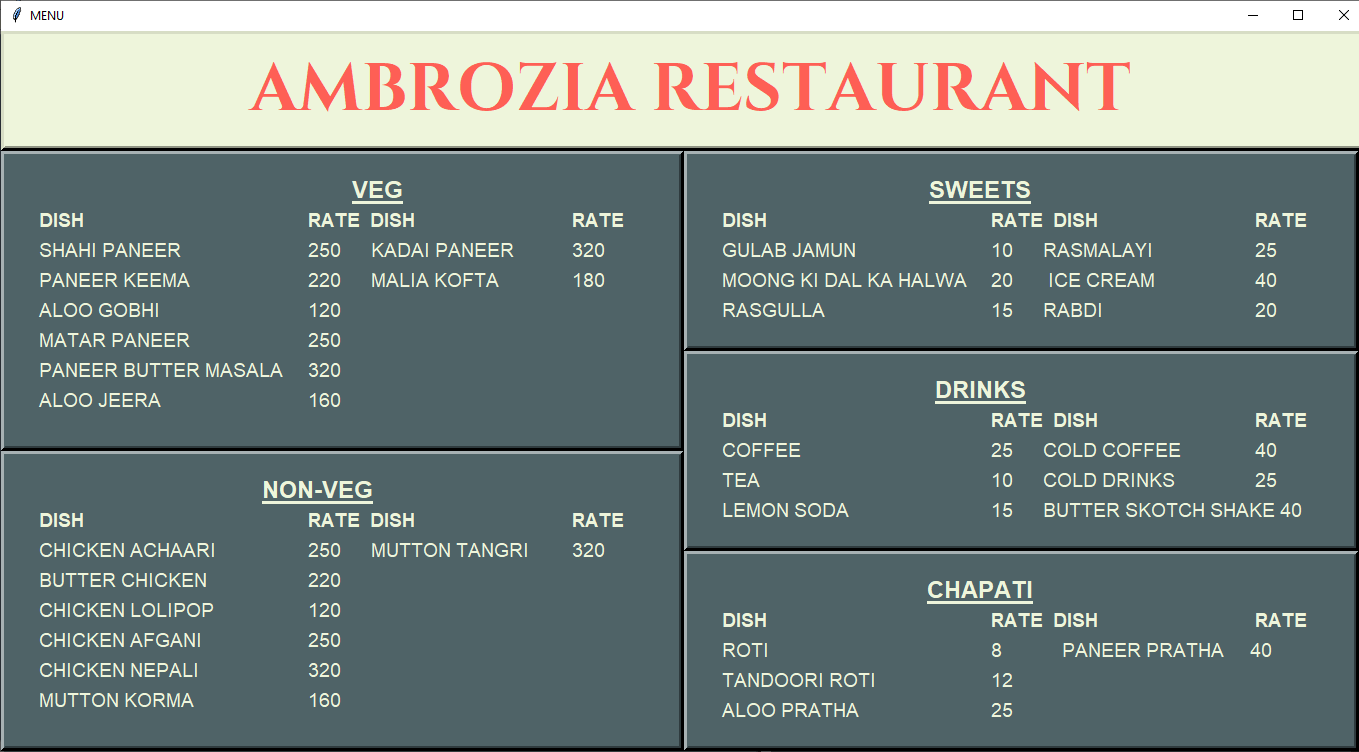 MENU
AMBROZIA RESTAURANT
VEG
DISH RATE DISH RATE
SHAHI PANEER 250 KADAI PANEER 320
PANEER KEEMA 220 MALIA KOFTA 180
ALOO GOBHI 120
MATAR PANEER 250
PANEER BUTTER MASALA 320
ALOO JEERA 160
NON-VEG
DISH RATE DISH RATE
CHICKEN ACHAARI 250 MUTTON TANGRI 320
BUTTER CHICKEN 220
CHICKEN LOLIPOP 120
CHICKEN AFGANI 250
CHICKEN NEPALI 320
MUTTON KORMA 160
SWEETS
DISH RATE DISH RATE
GULAB JAMUN 10 RASMALAYI 25
MOONG KI DAL KA HALWA 20 ICE CREAM 40
RASGULLA 15 RABDI 20
DRINKS
DISH RATE DISH RATE
COFFEE 25 COLD COFFEE 40
TEA 10 COLD DRINKS 25
LEMON SODA 15 BUTTER SKOTCH SHAKE 40
CHAPATI
DISH RATE DISH RATE
ROTI 8 PANEER PRATHA 40
TANDOORI ROTI 12
ALOO PRATHA 25